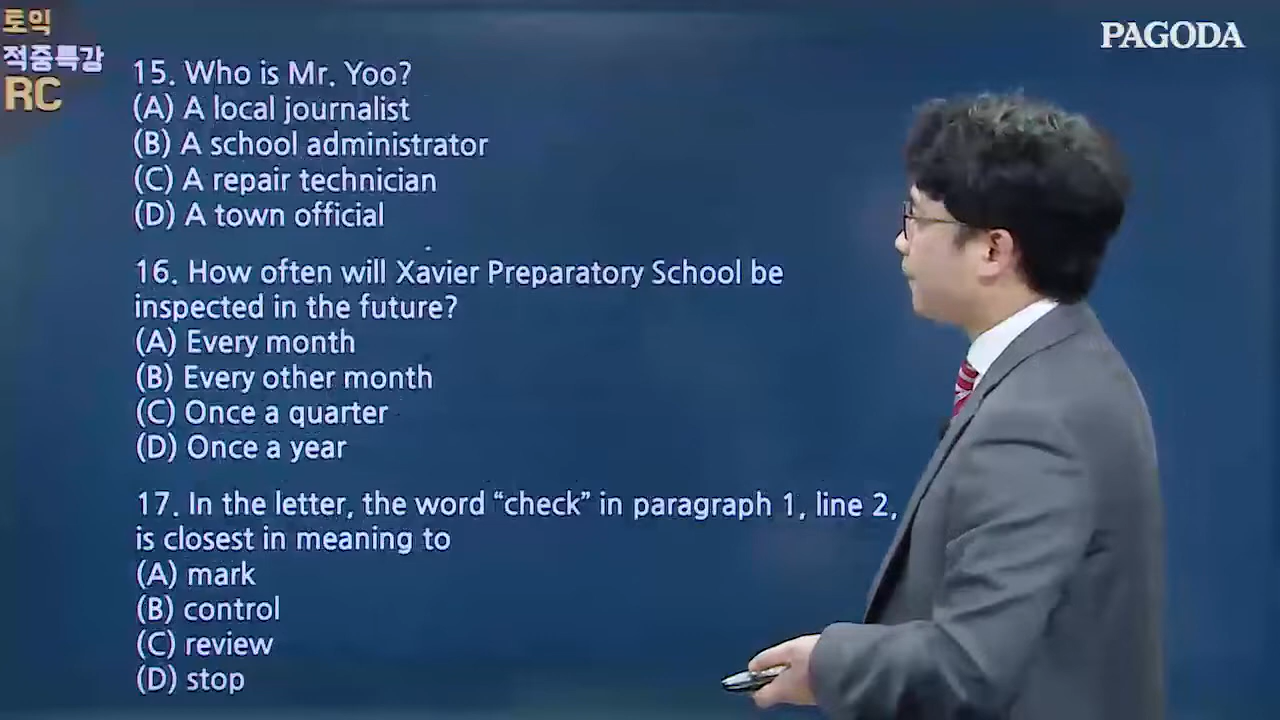 토익
적중특강
RC
PAGODA
15. Who is Mr. Yoo?
(A) A local journalist
(B) A school administrator
(C) A repair technician
(D) A town official
16. How often will Xavier Preparatory School be
inspected in the future?
(A) Every month
(B) Every other month
(C) Once a quarter
(D) Once a year
17. In the letter, the word “check” in paragraph 1, line 2,
is closest in meaning to
(A) mark
(B) control
(C) review
(D) stop